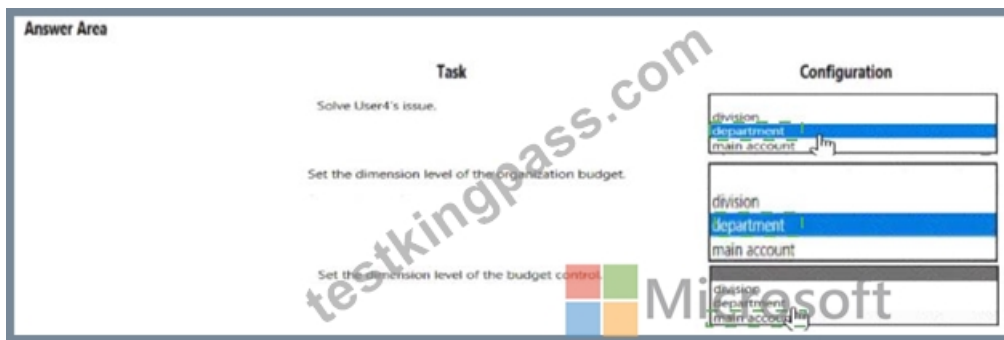 Answer Area
Task
Configuration
Solve User4's issue.
division
department
main account
Set the dimension level of the organization budget.
division
department
main account
Set the dimension level of the budget control.
division
department
main account
testkingpass.com
Microsoft